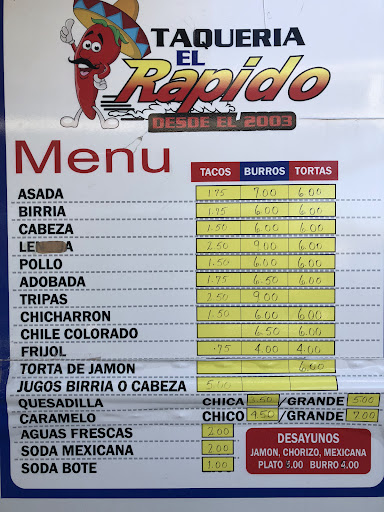 TAQUERIA
EL
Rapido
DESDE EL 2003
Menu
TACOS BURROS TORTAS
ASADA 1.75 7.00 6.00
BIRRIA 1.75 6.00 6.00
CABEZA 1.50 6.00 6.00
2.50 9.00 6.00
POLLO 1.50 6.00 6.00
ADOBADA 1.75 6.50 6.00
TRIPAS 2.50 9.00
CHICHARRON 1.50 6.00 6.00
CHILE COLORADO 6.50 6.00
FRIJOL .75 4.00 4.00
TORTA DE JAMON 6.00
JUGOS BIRRIA O CABEZA 5.00
QUESADILLA CHICA /GRANDE 5.00
CARAMELO CHICO 4.50 /GRANDE 7.00
AGUAS FRESCAS 2.00
SODA MEXICANA 2.00
SODA BOTE 1.00
DESAYUNOS
JAMON, CHORIZO, MEXICANA
PLATO .00 BURRO 4.00